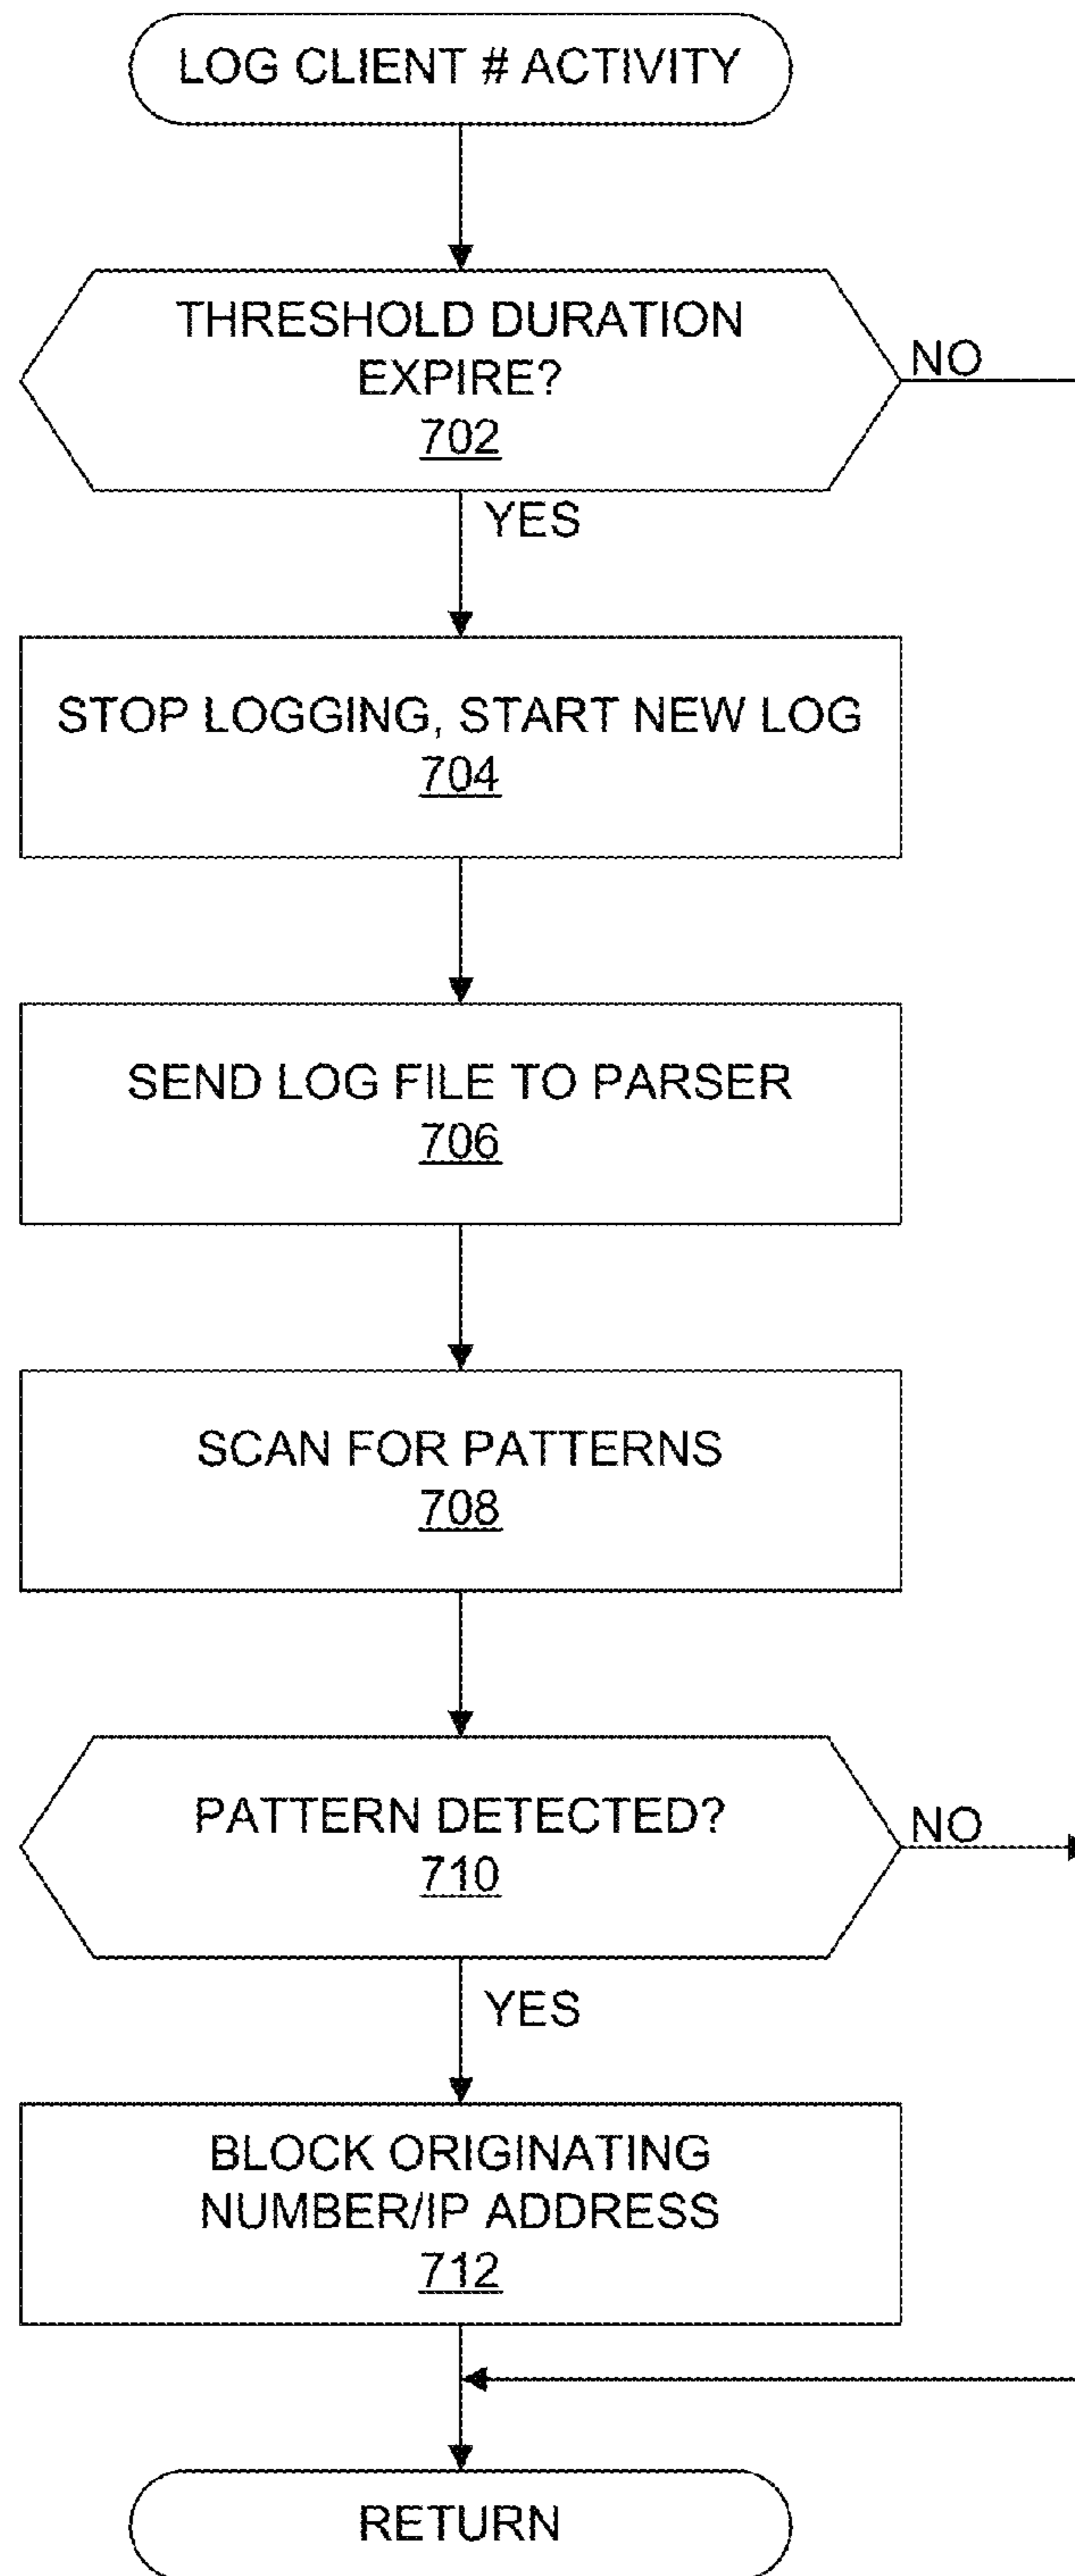 LOG CLIENT # ACTIVITY
THRESHOLD DURATION
EXPIRE?
702
NO
YES
STOP LOGGING, START NEW LOG
704
SEND LOG FILE TO PARSER
706
SCAN FOR PATTERNS
708
PATTERN DETECTED?
710
NO
YES
BLOCK ORIGINATING
NUMBER/IP ADDRESS
712
RETURN